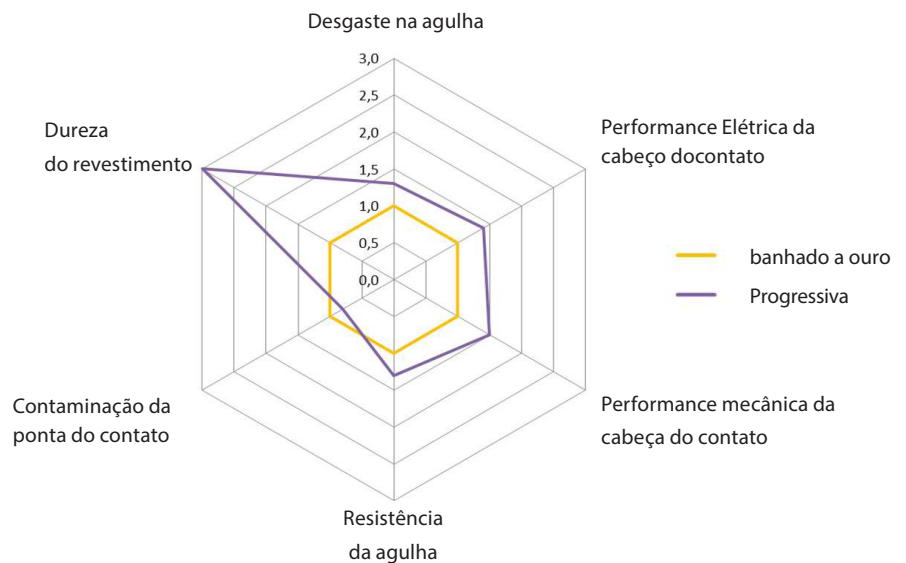 Desgaste na agulha
3,0
2,5
2,0
1,5
1,0
0,5
0,0
Dureza
do revestimento
Performance Elétrica da
cabeço docontato
banhado a ouro
Progressiva
Contaminação da
ponta do contato
Performance mecânica da
cabeça do contato
Resistência
da agulha